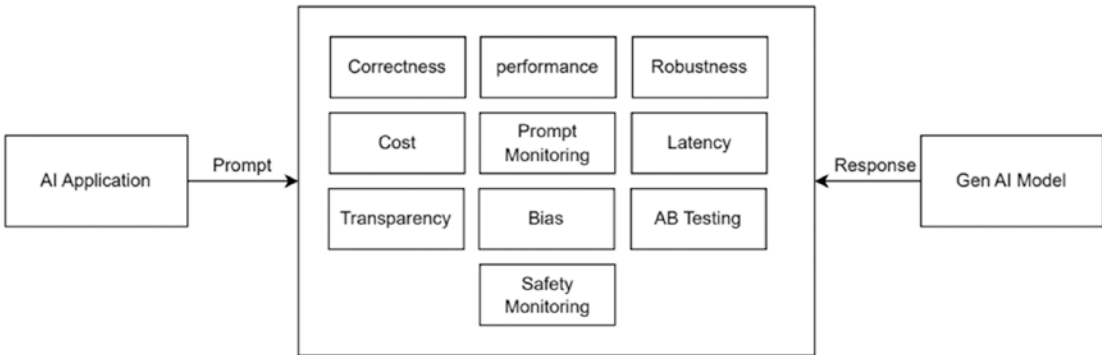 Correctness
performance
Robustness
Cost
Prompt
Monitoring
Latency
AI Application
Prompt
Response
Gen AI Model
Transparency
Bias
AB Testing
Safety
Monitoring